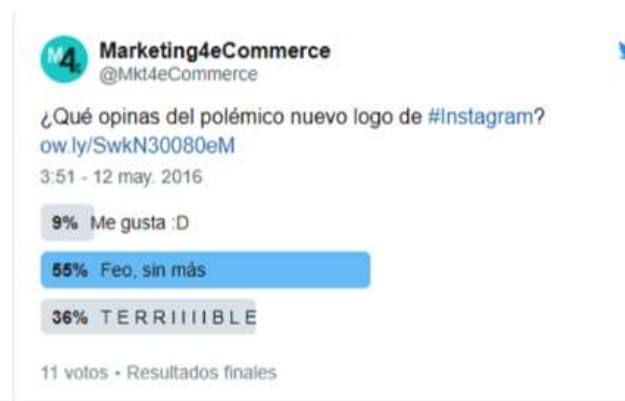 M4c
Marketing4eCommerce
@Mkt4eCommerce
¿Qué opinas del polémico nuevo logo de #Instagram?
ow.ly/SwkN30080eM
3:51 - 12 may. 2016
9% Me gusta :D
55% Feo, sin más
36% T E R R I I I I I B L E
11 votos • Resultados finales